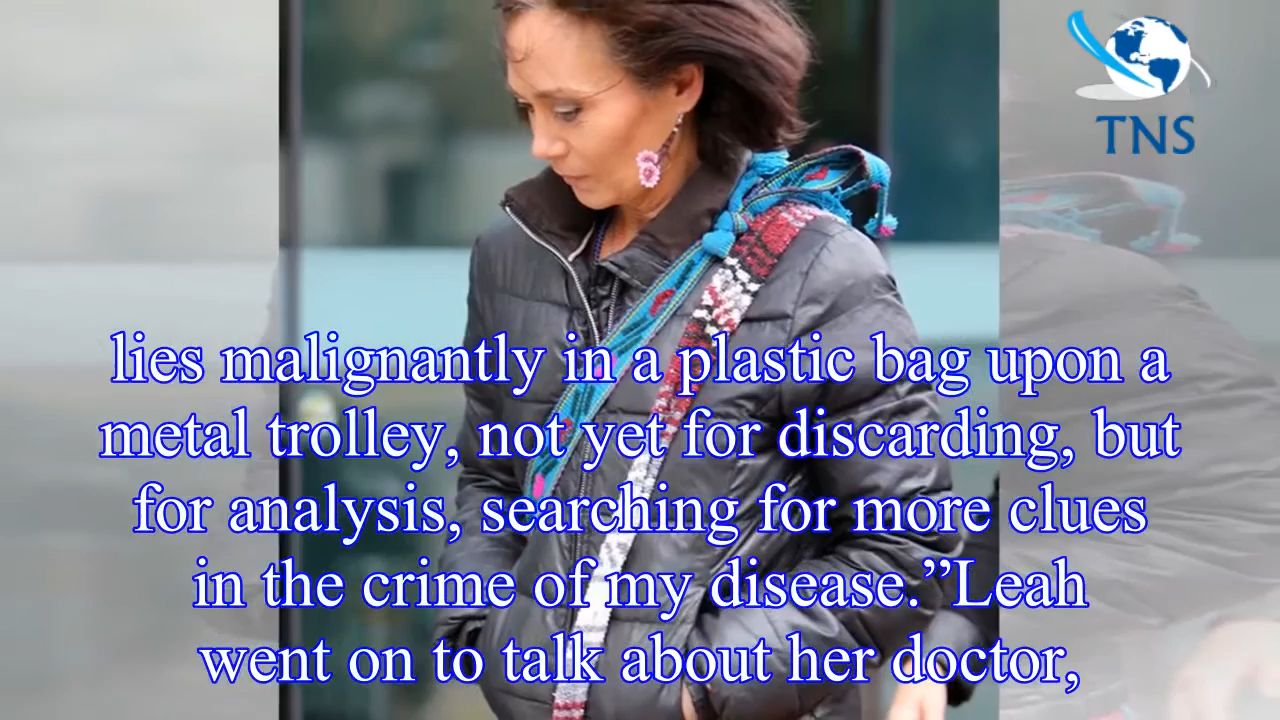 TNS
lies malignantly in a plastic bag upon a
metal trolley, not yet for discarding, but
for analysis, searching for more clues
in the crime of my disease.”Leah
went on to talk about her doctor,